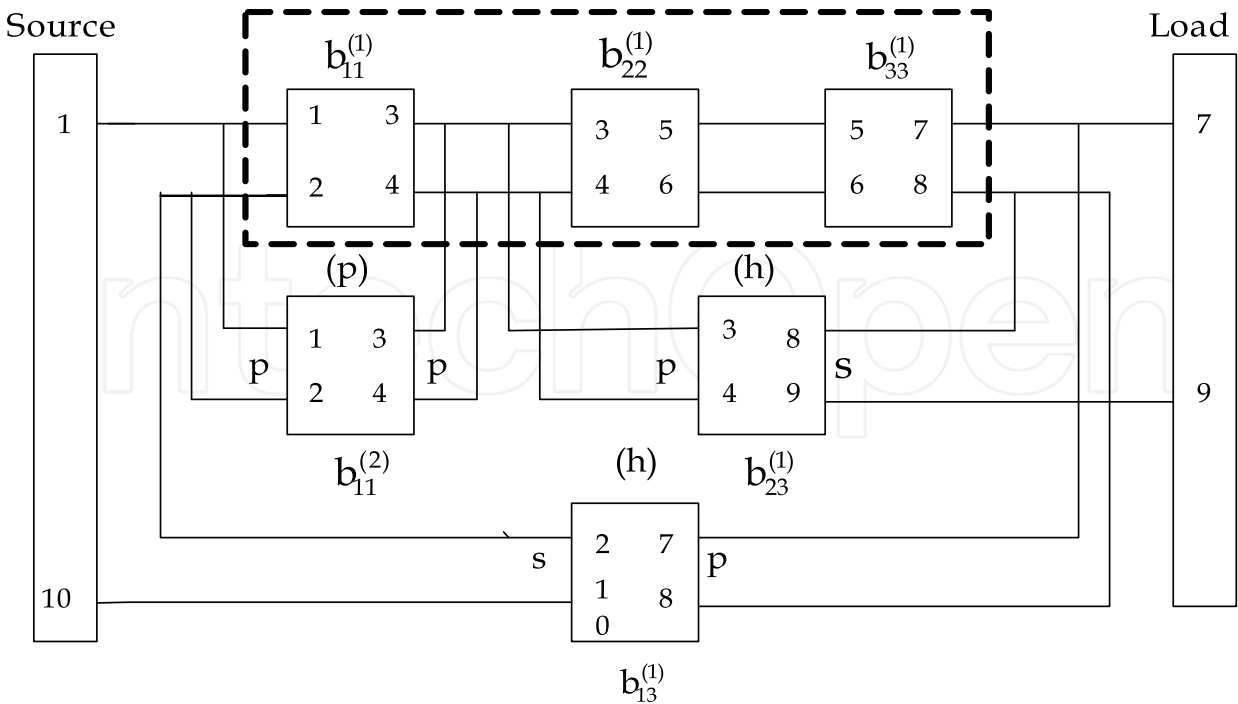 Source
Load
b11(1)
b22(1)
b33(1)
1
1 3
3 5
5 7
7
2 4
4 6
6 8
(p)
(h)
ntechOpen
1 3
3 8
p
p
p
s
2 4
4 9
9
b11(2)
(h)
b23(1)
2 7
s
p
10
1 8
0
b13(1)